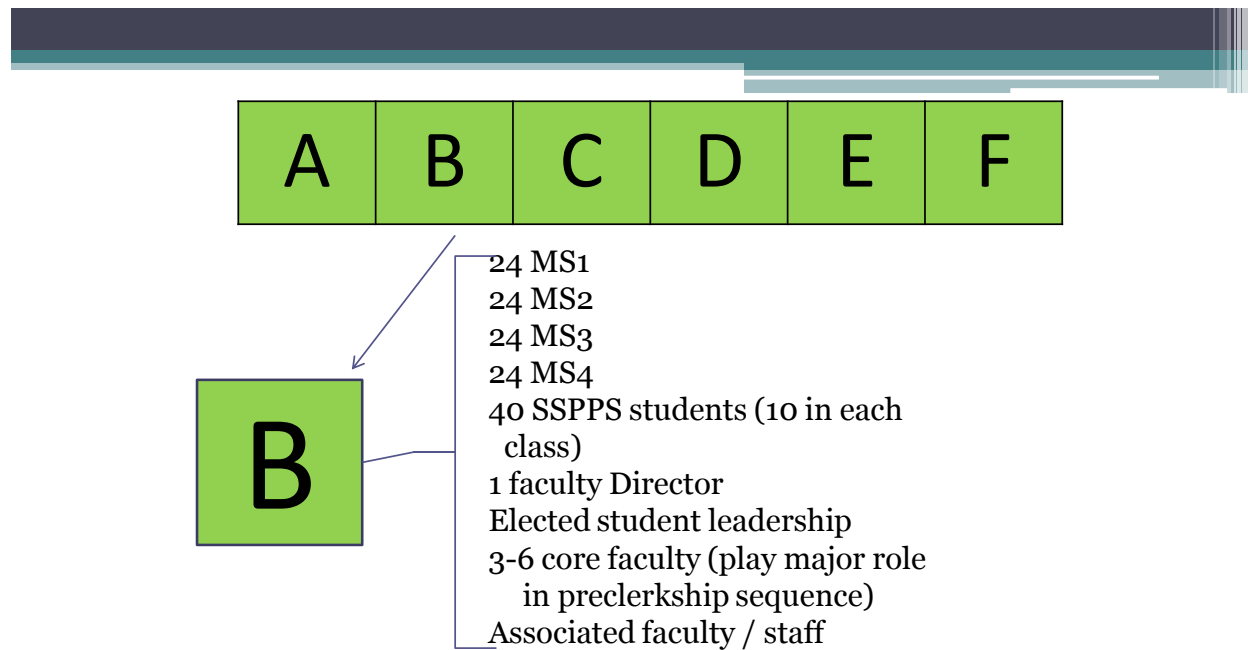 A B C D E F
24 MS1
24 MS2
24 MS3
24 MS4
40 SSPPS students (10 in each
class)
1 faculty Director
Elected student leadership
3-6 core faculty (play major role
in preclerkship sequence)
Associated faculty / staff
B